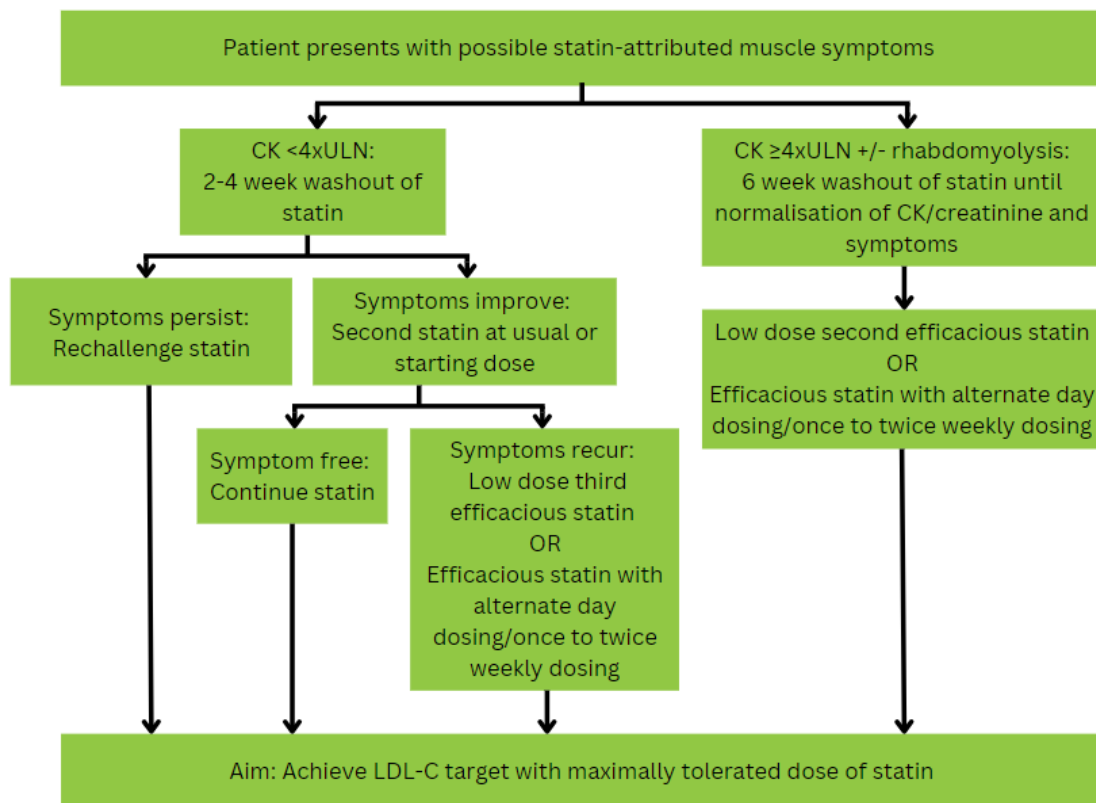 Patient presents with possible statin-attributed muscle symptoms
CK <4xULN:
2-4 week washout of
statin
CK ≥4xULN +/- rhabdomyolysis:
6 week washout of statin until
normalisation of CK/creatinine and
symptoms
Symptoms persist:
Rechallenge statin
Symptoms improve:
Second statin at usual or
starting dose
Low dose second efficacious statin
OR
Efficacious statin with alternate day
dosing/once to twice weekly dosing
Symptom free:
Continue statin
Symptoms recur:
Low dose third
efficacious statin
OR
Efficacious statin with
alternate day
dosing/once to twice
weekly dosing
Aim: Achieve LDL-C target with maximally tolerated dose of statin